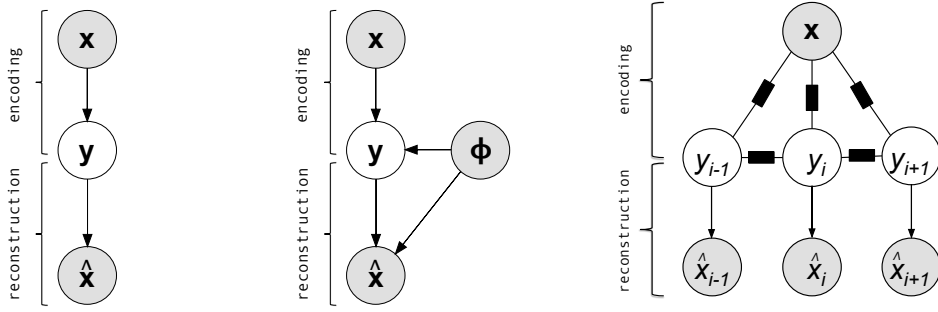 encoding
reconstruction
x
y
x̂
encoding
reconstruction
x
y
ϕ
x̂
encoding
reconstruction
x
y_{i-1}
y_i
y_{i+1}
x̂_{i-1}
x̂_i
x̂_{i+1}